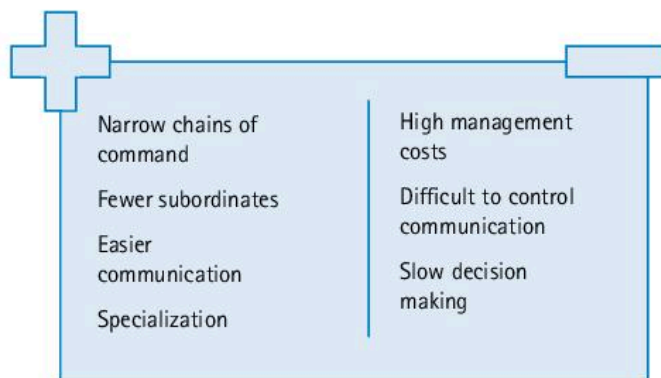 Narrow chains of
command
Fewer subordinates
Easier
communication
Specialization
High management
costs
Difficult to control
communication
Slow decision
making